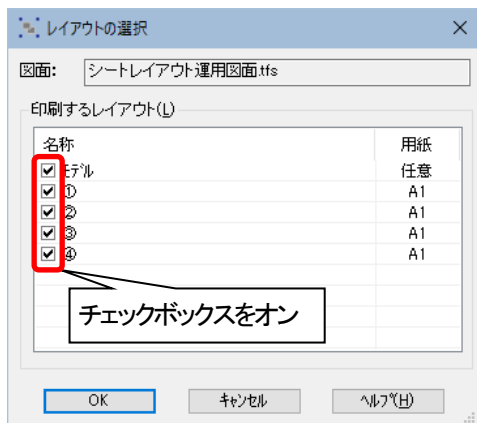 レイアウトの選択
図面: シートレイアウト運用図面.tfs
印刷するレイアウト(L)
名称 用紙
モデル 任意
① A1
② A1
③ A1
④ A1
チェックボックスをオン
OK キャンセル ヘルプ(H)